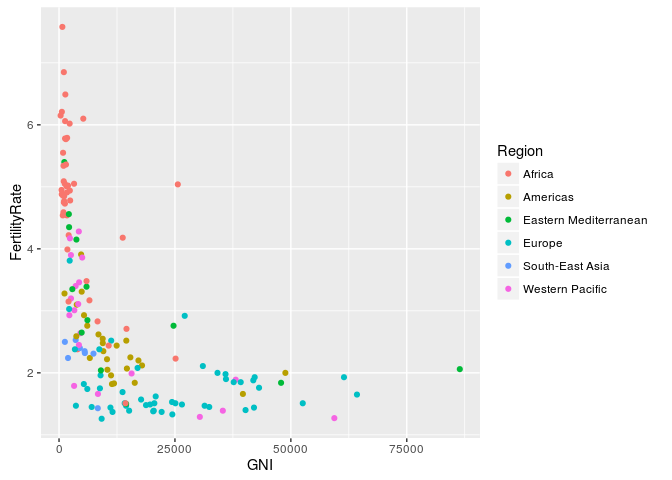 6
4
2
FertilityRate
0
25000
50000
75000
GNI
Region
Africa
Americas
Eastern Mediterranean
Europe
South-East Asia
Western Pacific